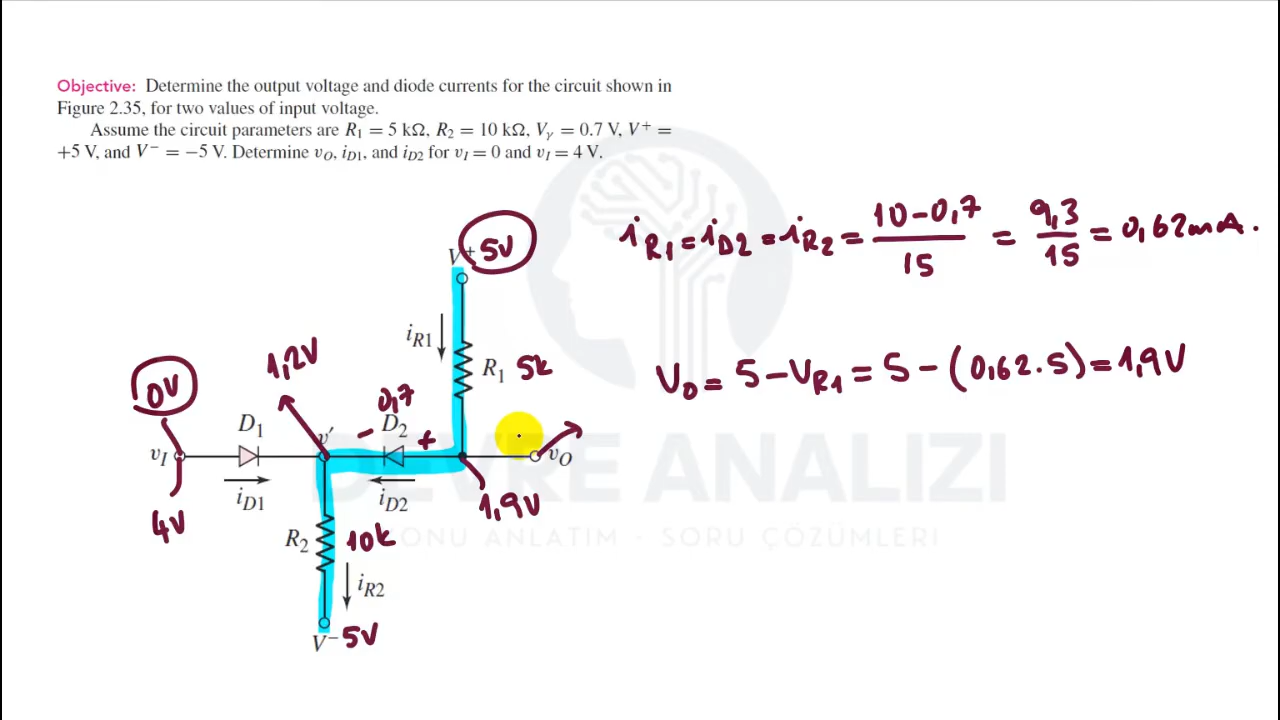 Objective: Determine the output voltage and diode currents for the circuit shown in
Figure 2.35, for two values of input voltage.
Assume the circuit parameters are R₁ = 5 kΩ, R₂ = 10 kΩ, Vγ = 0.7 V, V⁺ =
+5 V, and V⁻ = −5 V. Determine vO, iD1, and iD2 for vI = 0 and vI = 4 V.
iR1 = iD2 = iR2 = (10-0,7)/15 = 9,3/15 = 0,62mA.
V⁺ 5V
iR1
R₁ 5k
Vo = 5 - VR1 = 5 - (0,62.5) = 1,9V
1,2V
0V
0,7
D₁
v′
- D₂ +
vI
vO
iD1
iD2
1,9V
4V
DEVRE ANALIZI
R₂ 10k
KONU ANLATIM - SORU ÇÖZÜMLERI
iR2
V⁻ 5V